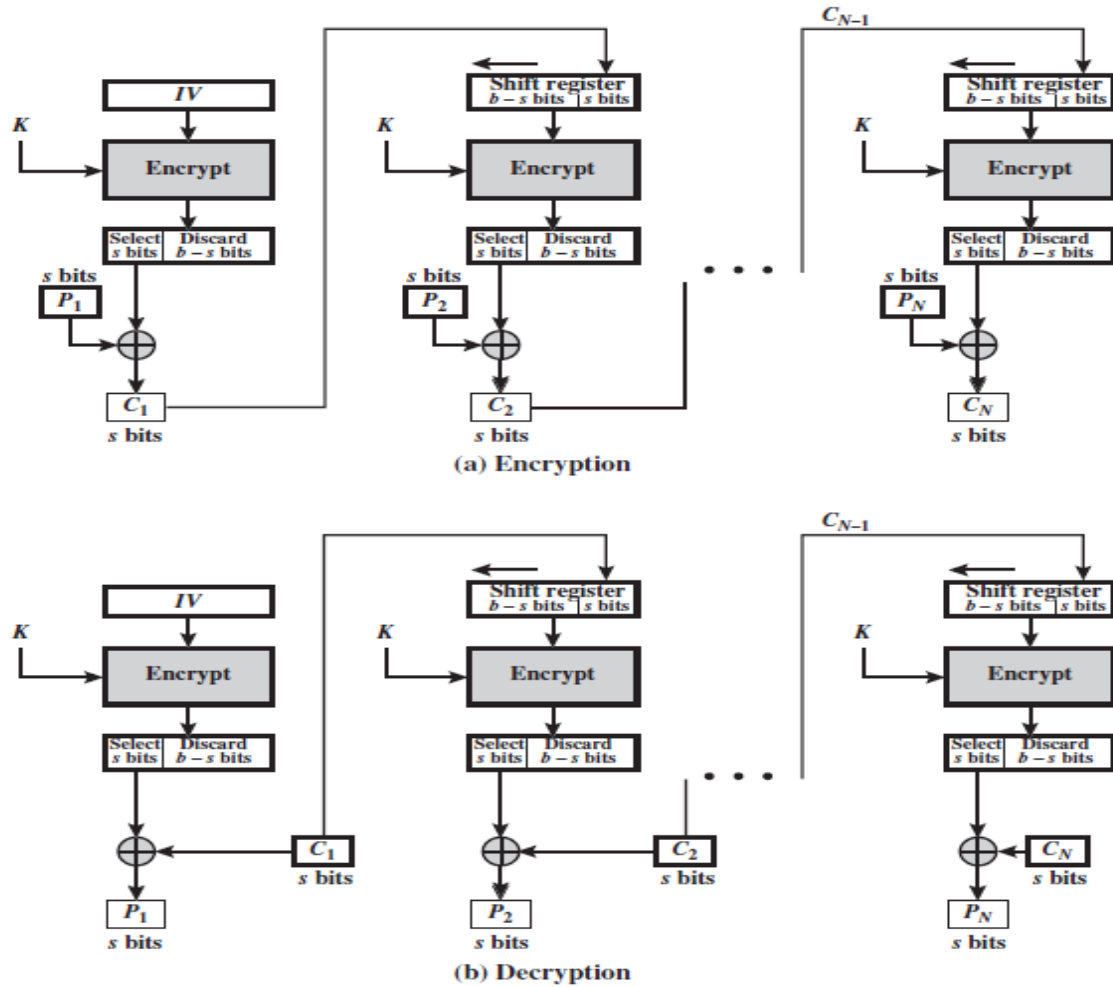 C_{N-1}
Shift register
b – s bits | s bits
Shift register
b – s bits | s bits
IV
K
K
K
Encrypt
Encrypt
Encrypt
Select
s bits
Discard
b – s bits
Select
s bits
Discard
b – s bits
Select
s bits
Discard
b – s bits
s bits
P_1
s bits
P_2
s bits
P_N
C_1
s bits
C_2
s bits
C_N
s bits
(a) Encryption
C_{N-1}
Shift register
b – s bits | s bits
Shift register
b – s bits | s bits
IV
K
K
K
Encrypt
Encrypt
Encrypt
Select
s bits
Discard
b – s bits
Select
s bits
Discard
b – s bits
Select
s bits
Discard
b – s bits
C_1
s bits
C_2
s bits
C_N
s bits
P_1
s bits
P_2
s bits
P_N
s bits
(b) Decryption